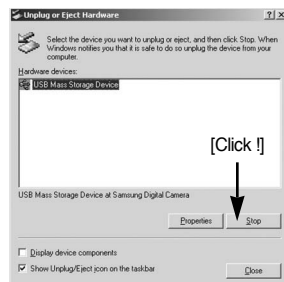 Unplug or Eject Hardware
Select the device you want to unplug or eject, and then click Stop. When
Windows notifies you that it is safe to do so unplug the device from your
computer.
Hardware devices:
USB Mass Storage Device
[Click !]
USB Mass Storage Device at Samsung Digital Camera
Properties Stop
Display device components
Show Unplug/Eject icon on the taskbar
Close